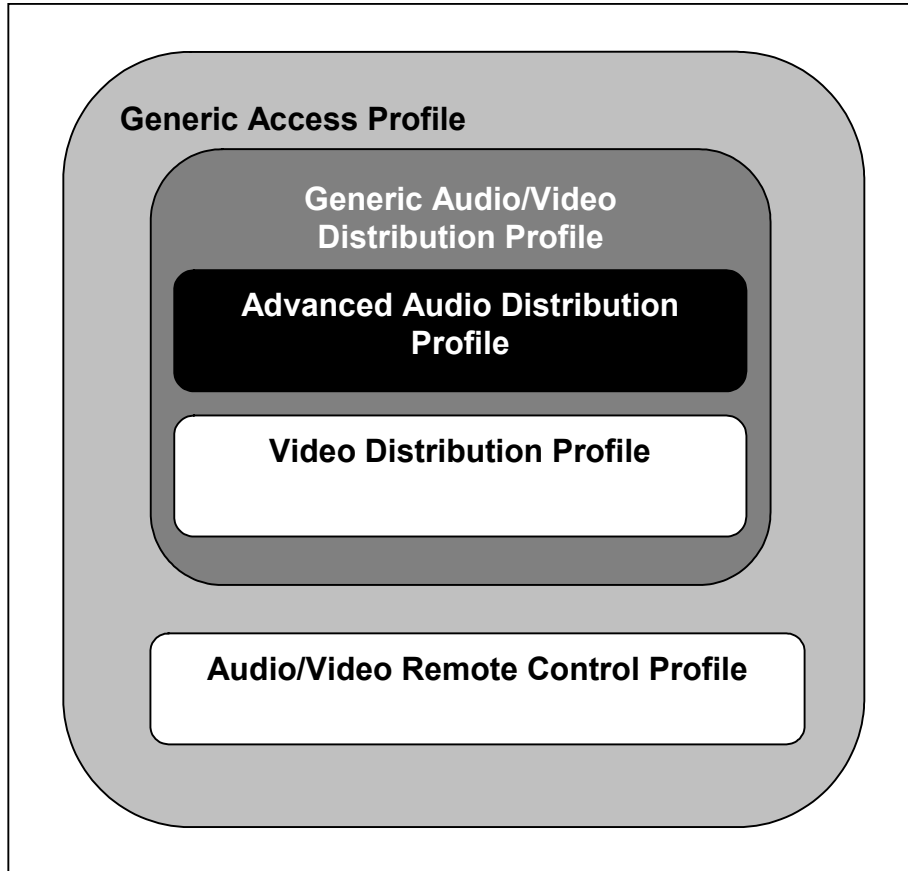 Generic Access Profile
Generic Audio/Video
Distribution Profile
Advanced Audio Distribution
Profile
Video Distribution Profile
Audio/Video Remote Control Profile